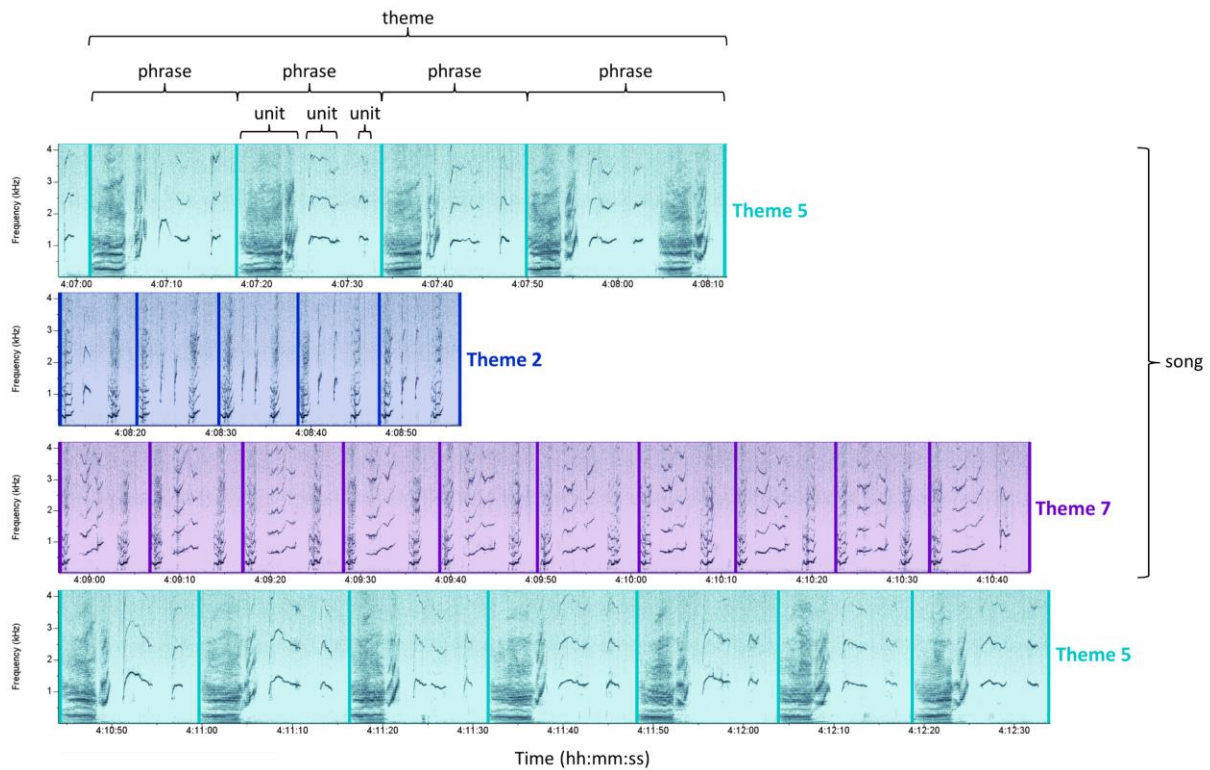 theme
phrase phrase phrase phrase
unit unit unit
Frequency (kHz)
4
3
2
1
Theme 5
4:07:00 4:07:10 4:07:20 4:07:30 4:07:40 4:07:50 4:08:00 4:08:10
Frequency (kHz)
4
3
2
1
Theme 2
song
4:08:20 4:08:30 4:08:40 4:08:50
Frequency (kHz)
4
3
2
1
Theme 7
4:09:00 4:09:10 4:09:20 4:09:30 4:09:40 4:09:50 4:10:00 4:10:10 4:10:20 4:10:30 4:10:40
Frequency (kHz)
4
3
2
1
Theme 5
4:10:50 4:11:00 4:11:10 4:11:20 4:11:30 4:11:40 4:11:50 4:12:00 4:12:10 4:12:20 4:12:30
Time (hh:mm:ss)